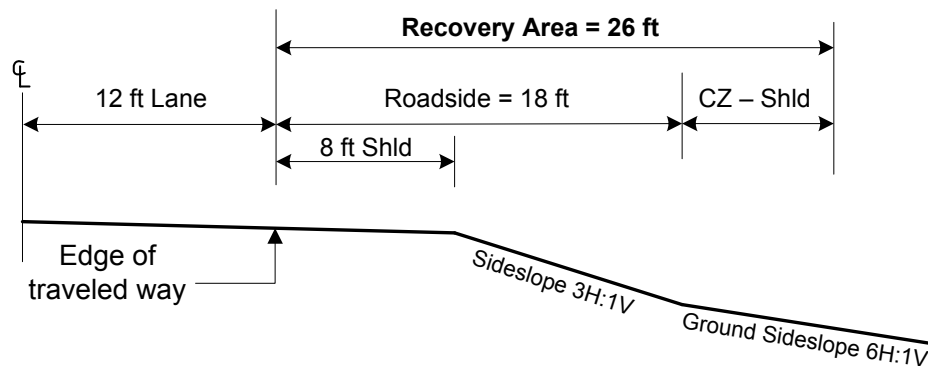 Recovery Area = 26 ft
℄
12 ft Lane
Roadside = 18 ft
CZ – Shld
8 ft Shld
Edge of
traveled way
Sideslope 3H:1V
Ground Sideslope 6H:1V